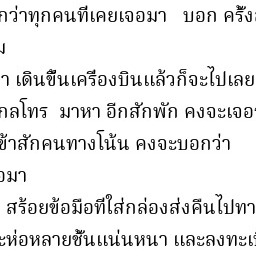 กว่าทุกคนที่เคยเจอมา บอก ครั้ง
ม
า เดินขึ้นเครื่องบินแล้วก็จะไปเลย
กลโทร มาหา อีกสักพัก คงจะเจอ
ข้าสักคนทางโน้น คงจะบอกว่า
อมา
สร้อยข้อมือที่ใส่กล่องส่งคืนไปทา
ะห่อหลายชั้นแน่นหนา และลงทะเ